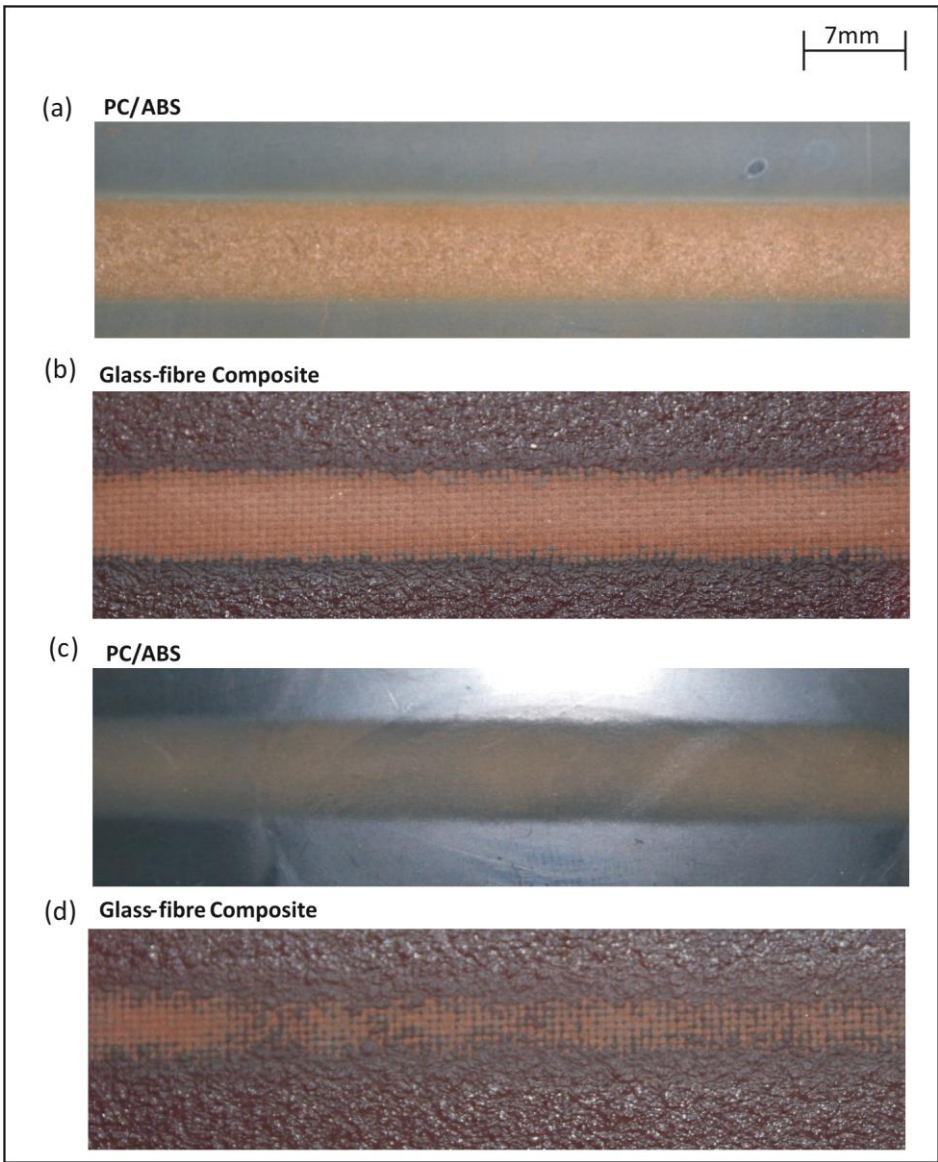 7mm
(a) PC/ABS
(b) Glass-fibre Composite
(c) PC/ABS
(d) Glass-fibre Composite